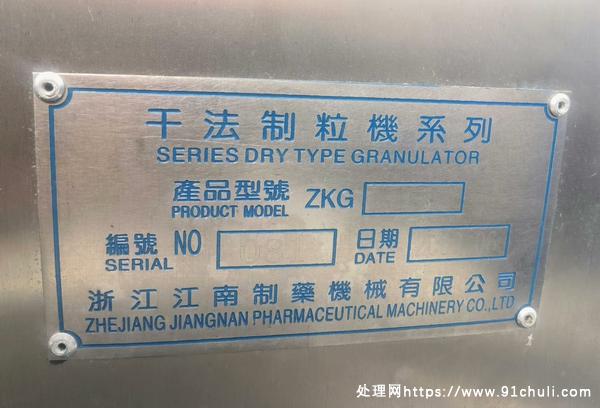 干法制粒機系列
SERIES DRY TYPE GRANULATOR
產品型號 ZKG
PRODUCT MODEL
編號 NO 日期
SERIAL DATE
浙江江南制藥機械有限公司
ZHEJIANG JIANGNAN PHARMACEUTICAL MACHINERY CO.,LTD
处理网https://www.91chuli.com/